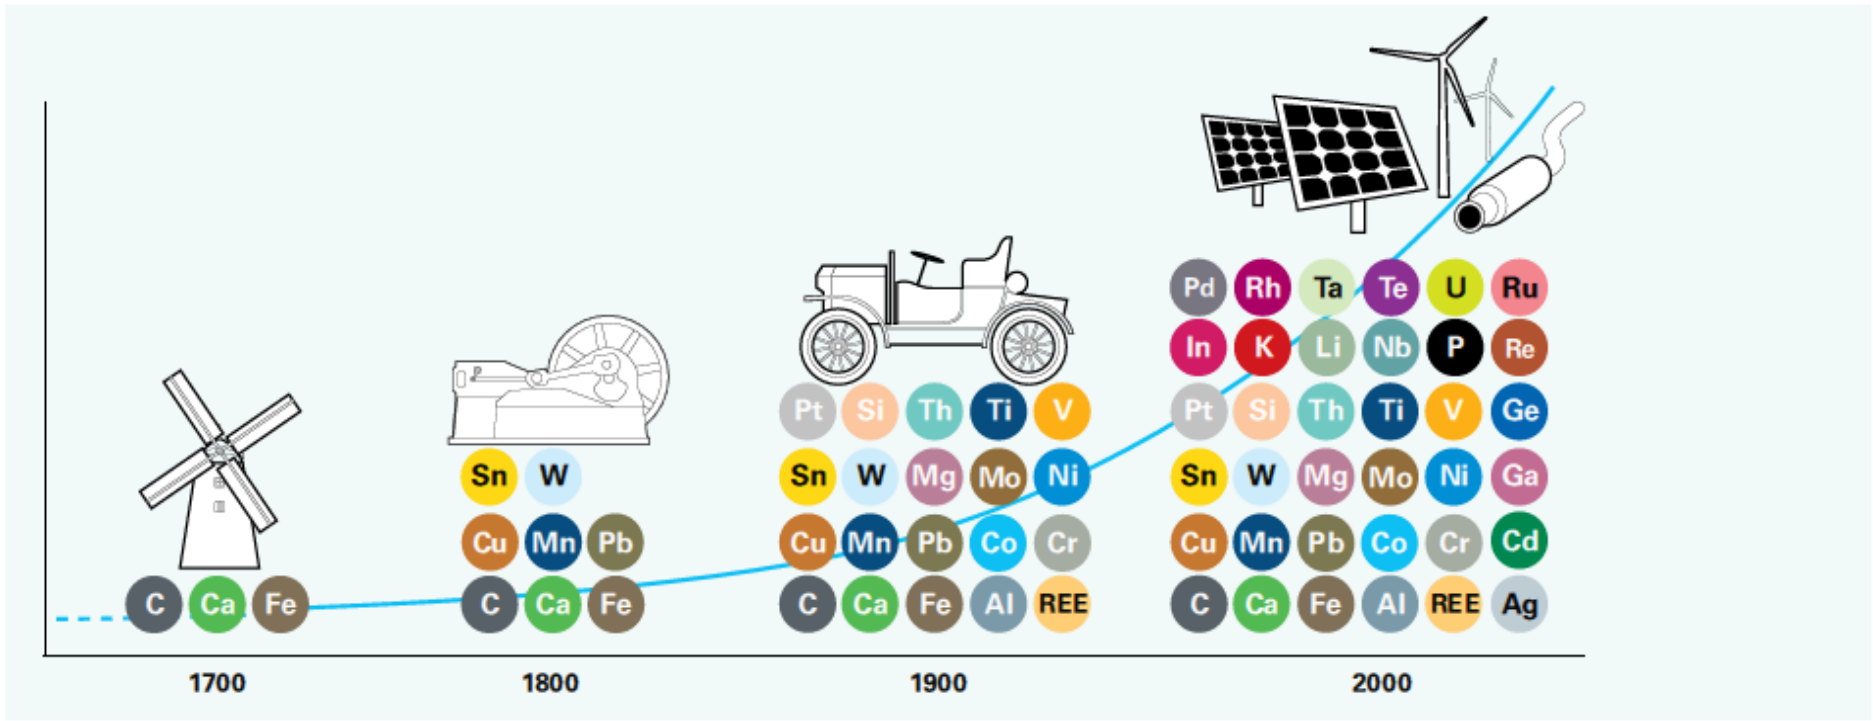 Pd Rh Ta Te U Ru
In K Li Nb P Re
Pt Si Th Ti V Pt Si Th Ti V Ge
Sn W Sn W Mg Mo Ni Sn W Mg Mo Ni Ga
Cu Mn Pb Cu Mn Pb Co Cr Cu Mn Pb Co Cr Cd
C Ca Fe C Ca Fe C Ca Fe Al REE C Ca Fe Al REE Ag
1700 1800 1900 2000